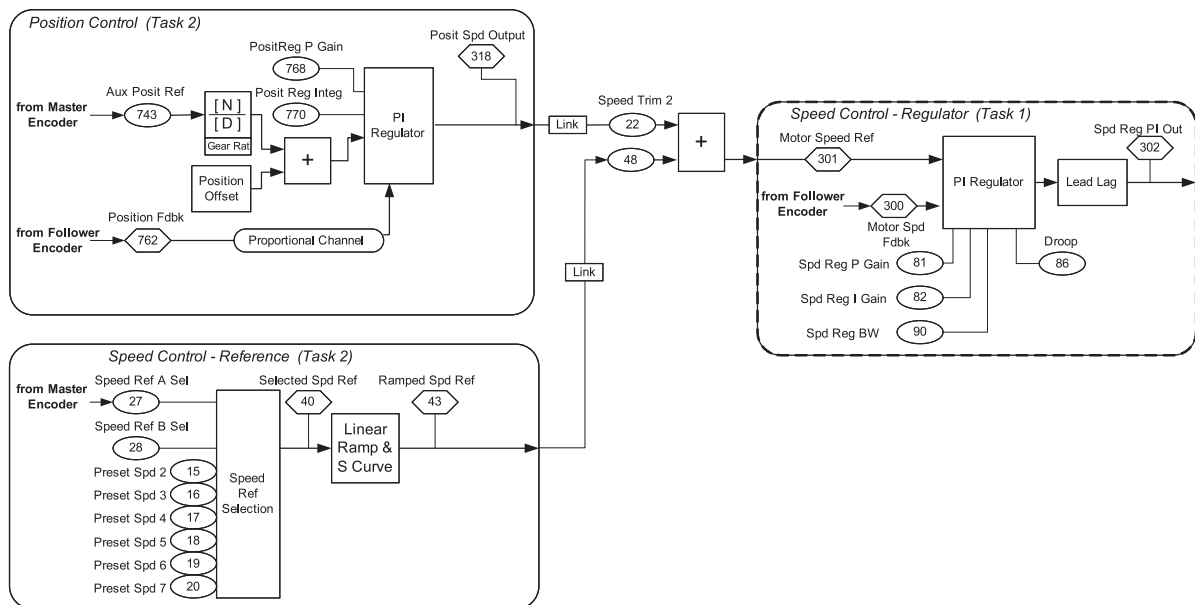 Position Control (Task 2)
PositReg P Gain
768
Posit Spd Output
318
Aux Posit Ref
from Master
Encoder
743
[ N ]
[ D ]
Gear Rat
Posit Reg Integ
770
PI
Regulator
+
Position
Offset
Position Fdbk
from Follower
Encoder
762
Proportional Channel
Link
Speed Trim 2
22
48
+
Link
Speed Control - Regulator (Task 1)
Motor Speed Ref
301
Spd Reg PI Out
302
PI Regulator
Lead Lag
from Follower
Encoder
300
Motor Spd
Fdbk
Spd Reg P Gain
81
Droop
86
Spd Reg I Gain
82
Spd Reg BW
90
Speed Control - Reference (Task 2)
from Master
Encoder
Speed Ref A Sel
27
Selected Spd Ref
40
Ramped Spd Ref
43
Speed Ref B Sel
28
Linear
Ramp &
S Curve
Speed
Ref
Selection
Preset Spd 2
15
Preset Spd 3
16
Preset Spd 4
17
Preset Spd 5
18
Preset Spd 6
19
Preset Spd 7
20